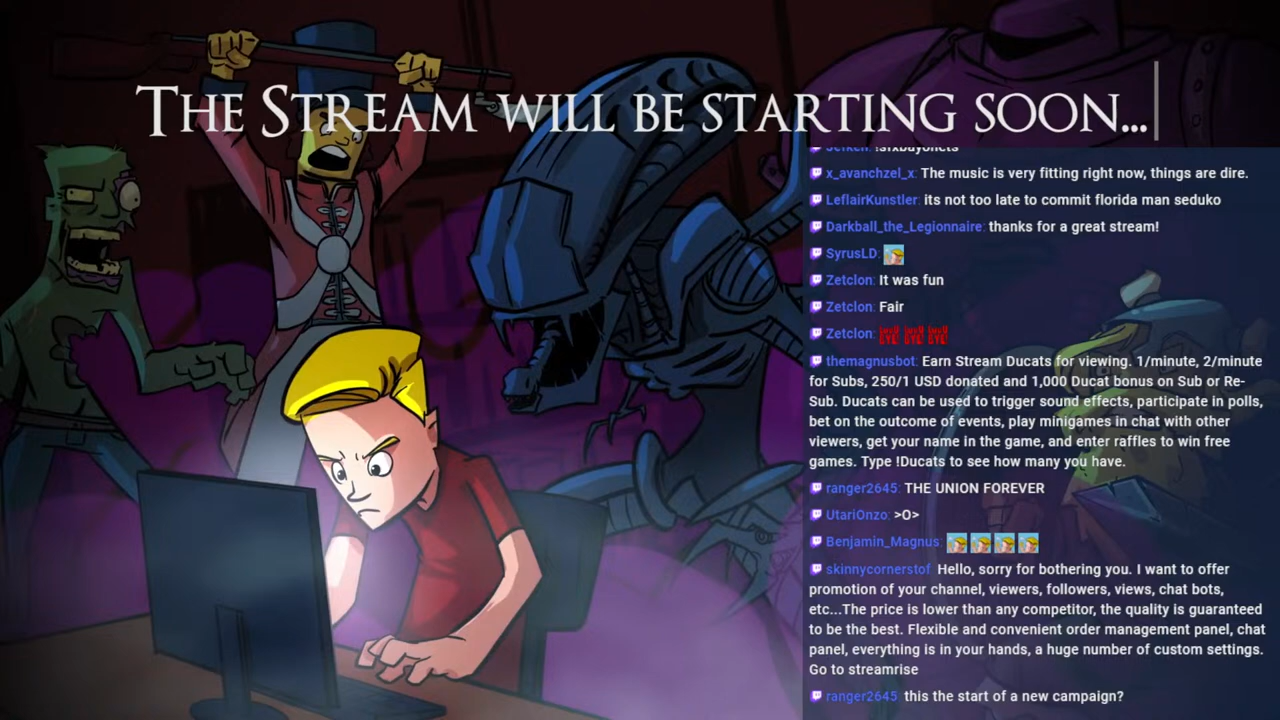 THE STREAM WILL BE STARTING SOON...
Jefken: !sfxbayonets
x_avanchzel_x: The music is very fitting right now, things are dire.
LeflairKunstler: its not too late to commit florida man seduko
Darkball_the_Legionnaire: thanks for a great stream!
SyrusLD:
Zetclon: It was fun
Zetclon: Fair
Zetclon:
themagnusbot: Earn Stream Ducats for viewing. 1/minute, 2/minute
for Subs, 250/1 USD donated and 1,000 Ducat bonus on Sub or Re-
Sub. Ducats can be used to trigger sound effects, participate in polls,
bet on the outcome of events, play minigames in chat with other
viewers, get your name in the game, and enter raffles to win free
games. Type !Ducats to see how many you have.
ranger2645: THE UNION FOREVER
UtariOnzo: >O>
Benjamin_Magnus:
skinnycornerstof: Hello, sorry for bothering you. I want to offer
promotion of your channel, viewers, followers, views, chat bots,
etc...The price is lower than any competitor, the quality is guaranteed
to be the best. Flexible and convenient order management panel, chat
panel, everything is in your hands, a huge number of custom settings.
Go to streamrise
ranger2645: this the start of a new campaign?